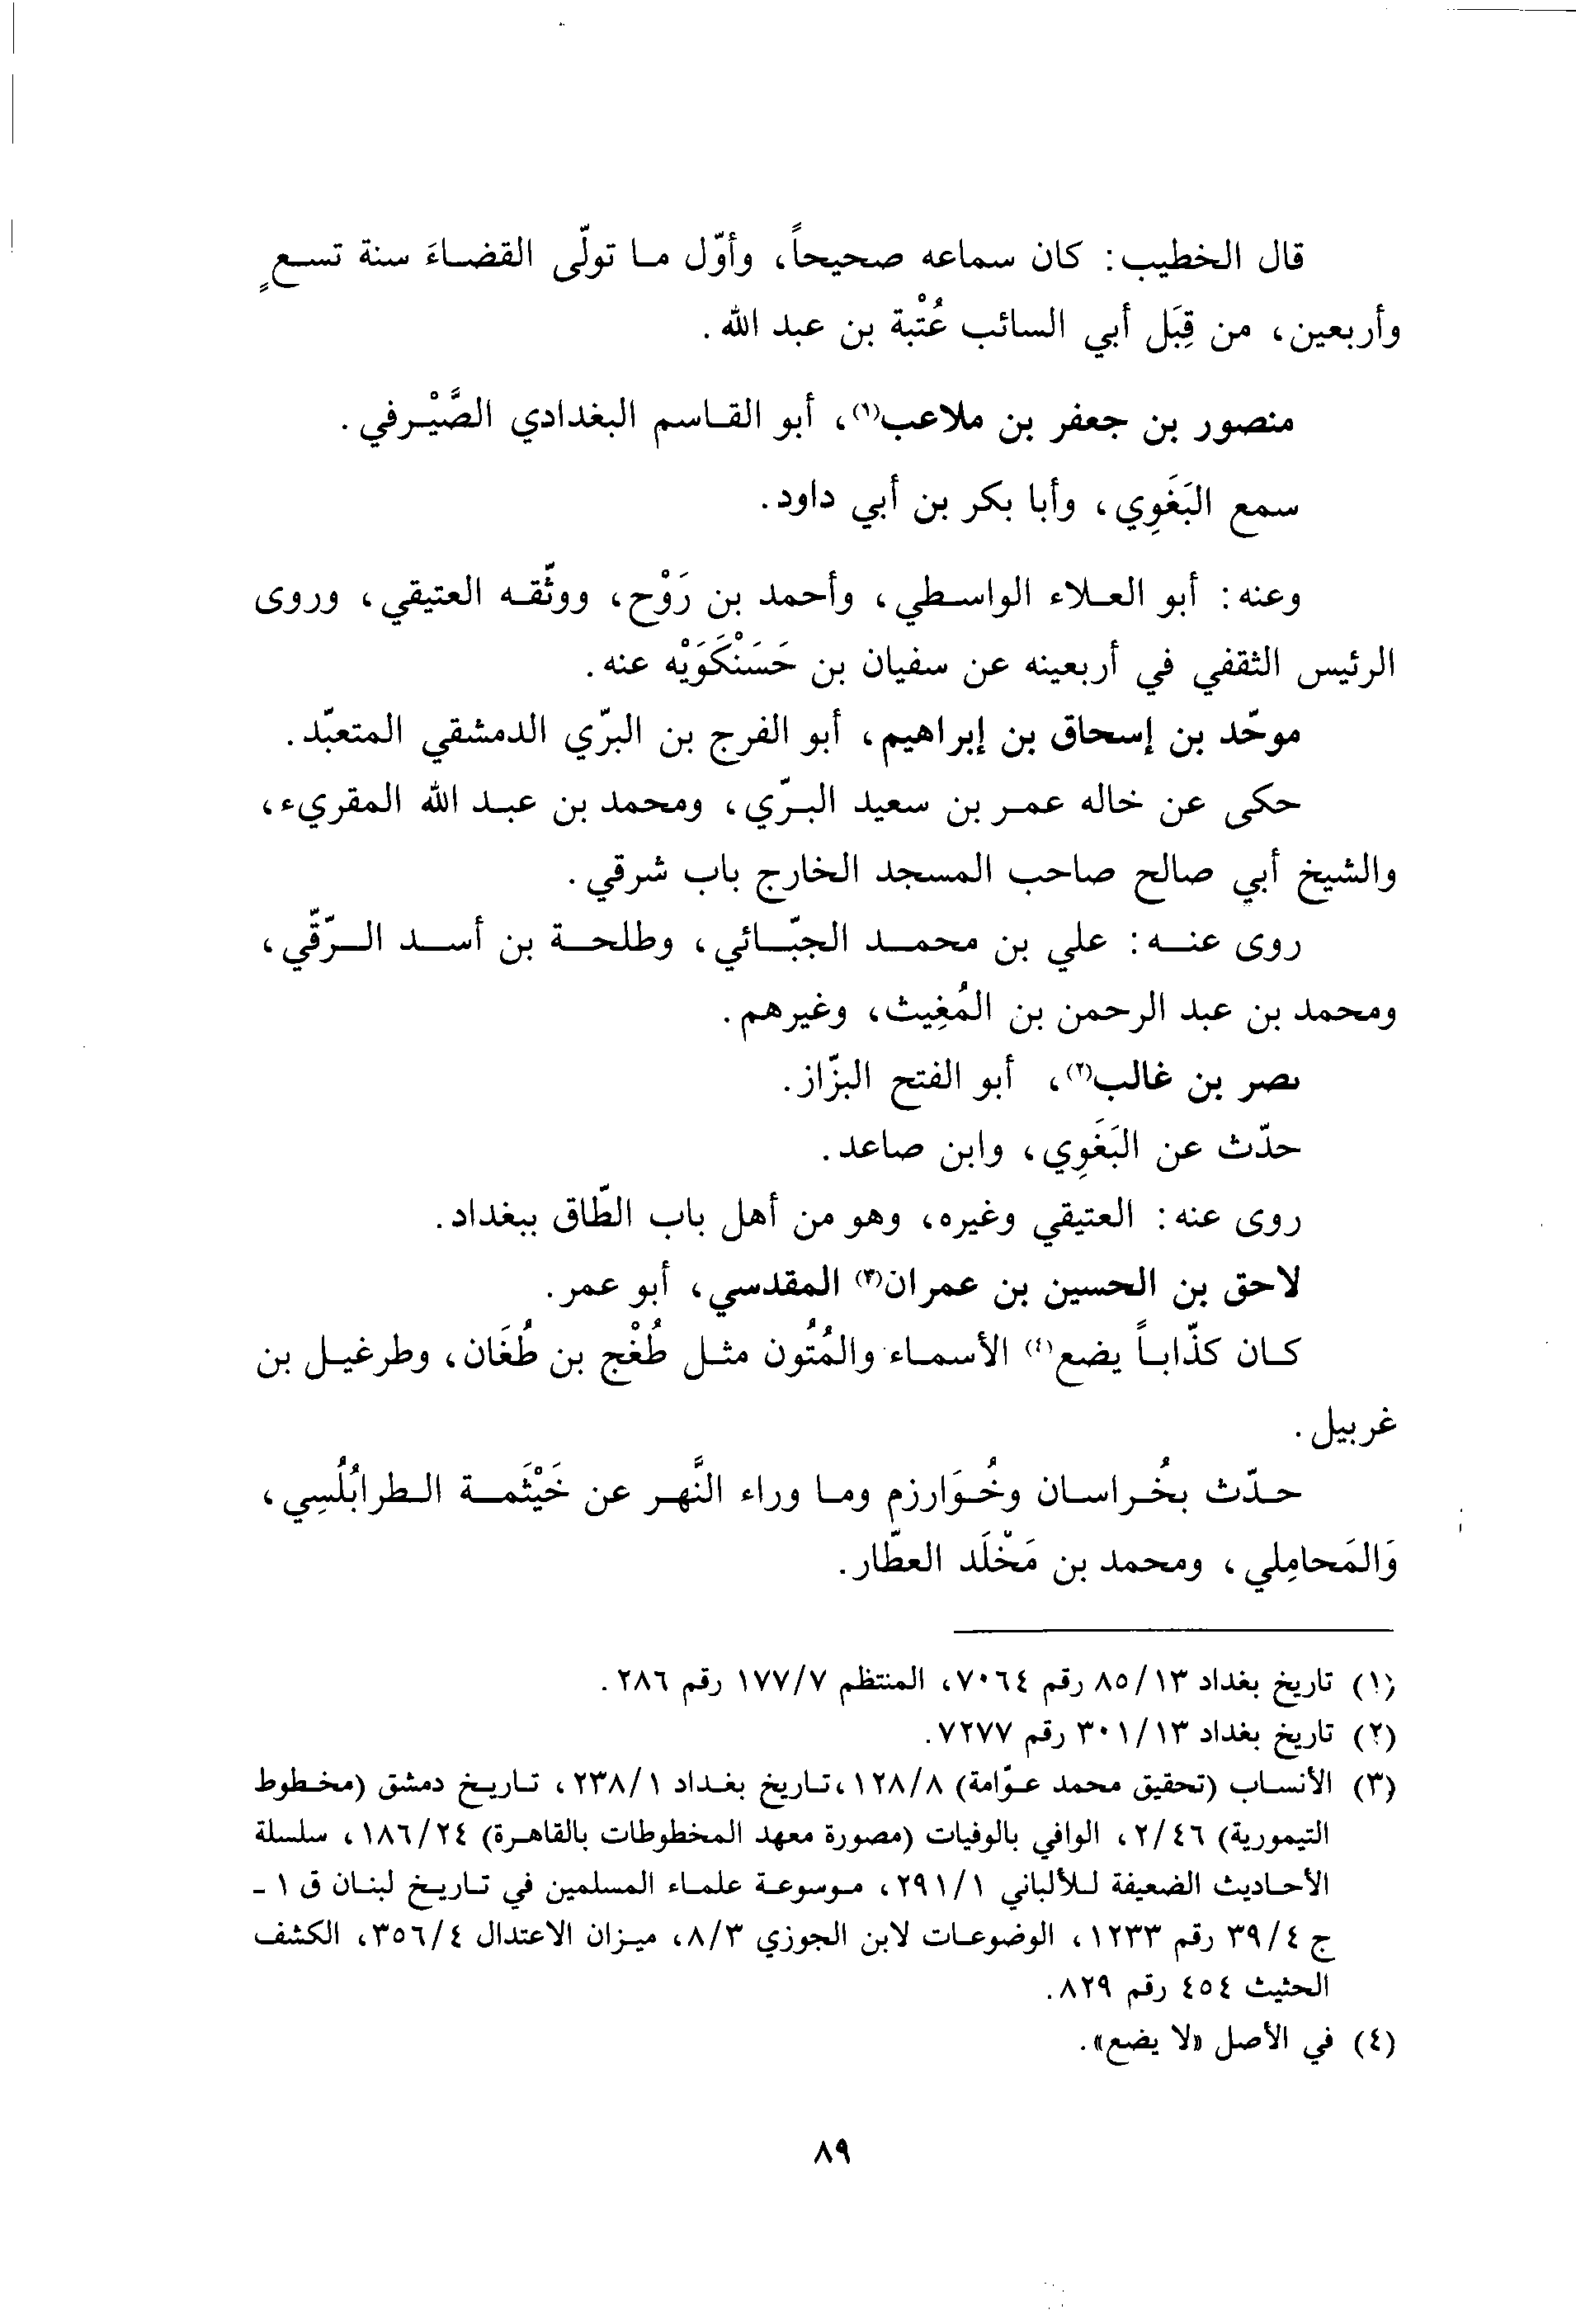 قال الخطيب: كان سماعه صحيحاً، وأوّل ما تولّى القضاءَ سنة تسعٍ
وأربعين، من قِبَل أبي السائب عُتْبة بن عبد الله.
منصور بن جعفر بن ملاعب(١)، أبو القاسم البغدادي الصَّيْرفي.
سمع البَغَوِي، وأبا بكر بن أبي داود.
وعنه: أبو العلاء الواسطي، وأحمد بن رَوْح، ووثّقه العتيقي، وروى
الرئيس الثقفي في أربعينه عن سفيان بن حَسَنْكَوَيْه عنه.
موحّد بن إسحاق بن إبراهيم، أبو الفرج بن البرّي الدمشقي المتعبّد.
حكى عن خاله عمر بن سعيد البرّي، ومحمد بن عبد الله المقريء،
والشيخ أبي صالح صاحب المسجد الخارج باب شرقي.
روى عنه: علي بن محمد الجبّائي، وطلحة بن أسد الرّقّي،
ومحمد بن عبد الرحمن بن المُغِيث، وغيرهم.
نصر بن غالب(٢)، أبو الفتح البزّاز.
حدّث عن البَغَوِي، وابن صاعد.
روى عنه: العتيقي وغيره، وهو من أهل باب الطّاق ببغداد.
لاحق بن الحسين بن عمران(٣) المقدسي، أبو عمر.
كان كذّاباً يضع(٤) الأسماء والمُتُون مثل طُغْج بن طُغَان، وطرغيل بن
غربيل.
حدّث بخُراسان وخُوَارزم وما وراء النَّهر عن خَيْثَمة الطرابُلُسِي،
وَالمَحامِلي، ومحمد بن مَخْلَد العطّار.
(١) تاريخ بغداد ٨٥/١٣ رقم ٧٠٦٤، المنتظم ١٧٧/٧ رقم ٢٨٦.
(٢) تاريخ بغداد ٣٠١/١٣ رقم ٧٢٧٧.
(٣) الأنساب (تحقيق محمد عوّامة) ١٢٨/٨، تاريخ بغداد ٢٣٨/١، تاريخ دمشق (مخطوط
التيمورية) ٢/٤٦، الوافي بالوفيات (مصورة معهد المخطوطات بالقاهرة) ١٨٦/٢٤، سلسلة
الأحاديث الضعيفة للألباني ٢٩١/١، موسوعة علماء المسلمين في تاريخ لبنان ق ١ -
ج ٣٩/٤ رقم ١٢٣٣، الوضوعات لابن الجوزي ٨/٣، ميزان الاعتدال ٣٥٦/٤، الكشف
الحثيث ٤٥٤ رقم ٨٢٩.
(٤) في الأصل «لا يضع».
٨٩